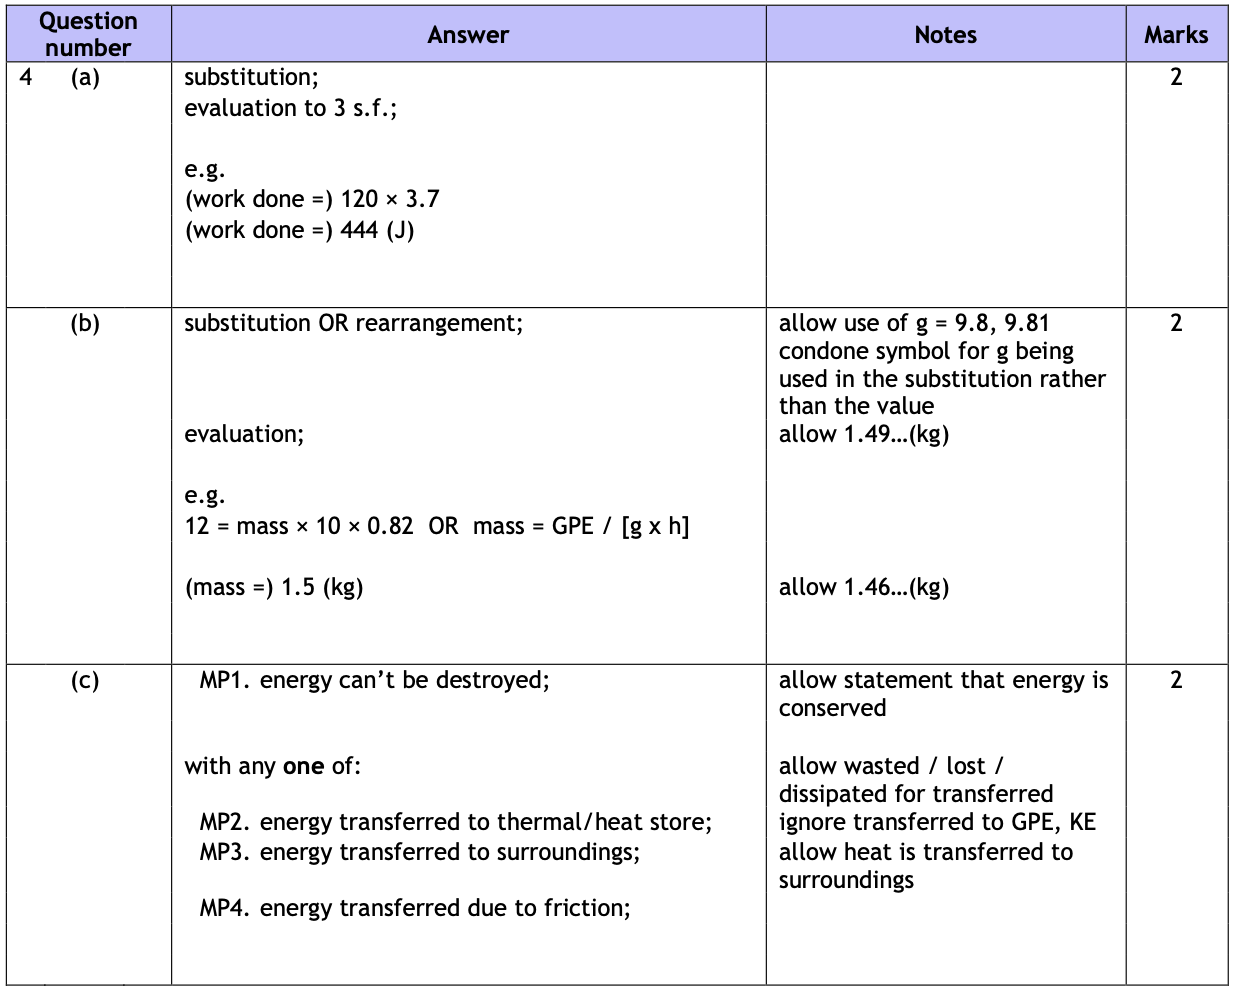 Question number
Answer
Notes
Marks
4 (a)
substitution;
evaluation to 3 s.f.;
e.g.
(work done =) 120 × 3.7
(work done =) 444 (J)
2
(b)
substitution OR rearrangement;
evaluation;
e.g.
12 = mass × 10 × 0.82 OR mass = GPE / [g x h]
(mass =) 1.5 (kg)
allow use of g = 9.8, 9.81
condone symbol for g being
used in the substitution rather
than the value
allow 1.49...(kg)
allow 1.46...(kg)
2
(c)
MP1. energy can’t be destroyed;
with any one of:
MP2. energy transferred to thermal/heat store;
MP3. energy transferred to surroundings;
MP4. energy transferred due to friction;
allow statement that energy is
conserved
allow wasted / lost /
dissipated for transferred
ignore transferred to GPE, KE
allow heat is transferred to
surroundings
2